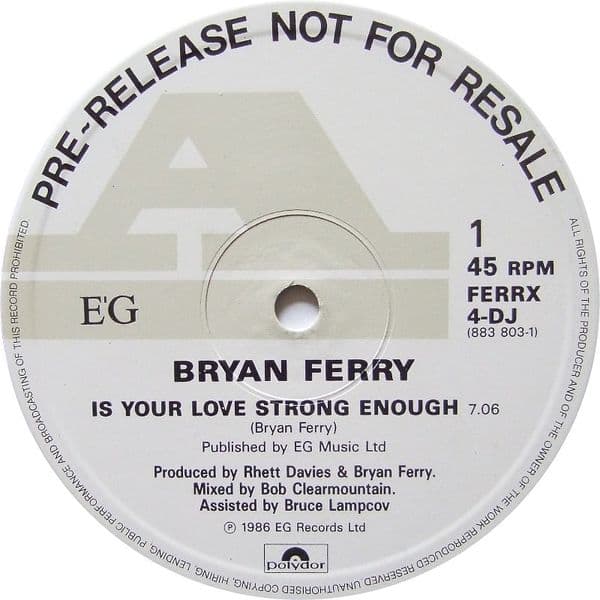 PRE-RELEASE NOT FOR RESALE
A
1
45 RPM
FERRX
4-DJ
(883 803-1)
E'G
BRYAN FERRY
IS YOUR LOVE STRONG ENOUGH 7.06
(Bryan Ferry)
Published by EG Music Ltd
Produced by Rhett Davies & Bryan Ferry.
Mixed by Bob Clearmountain.
Assisted by Bruce Lampcov
℗ 1986 EG Records Ltd
polydor
ALL RIGHTS OF THE PRODUCER AND OF THE OWNER OF THE WORK REPRODUCED RESERVED UNAUTHORISED COPYING, HIRING, LENDING, PUBLIC PERFORMANCE AND BROADCASTING OF THIS RECORD PROHIBITED.